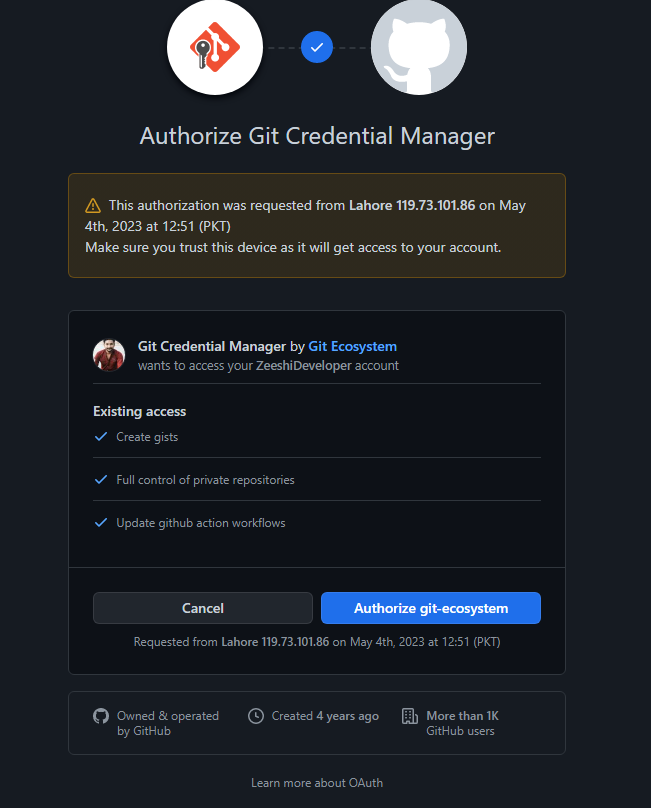 Authorize Git Credential Manager
This authorization was requested from Lahore 119.73.101.86 on May
4th, 2023 at 12:51 (PKT)
Make sure you trust this device as it will get access to your account.
Git Credential Manager by Git Ecosystem
wants to access your ZeeshiDeveloper account
Existing access
Create gists
Full control of private repositories
Update github action workflows
Cancel
Authorize git-ecosystem
Requested from Lahore 119.73.101.86 on May 4th, 2023 at 12:51 (PKT)
Owned & operated
by GitHub
Created 4 years ago
More than 1K
GitHub users
Learn more about OAuth